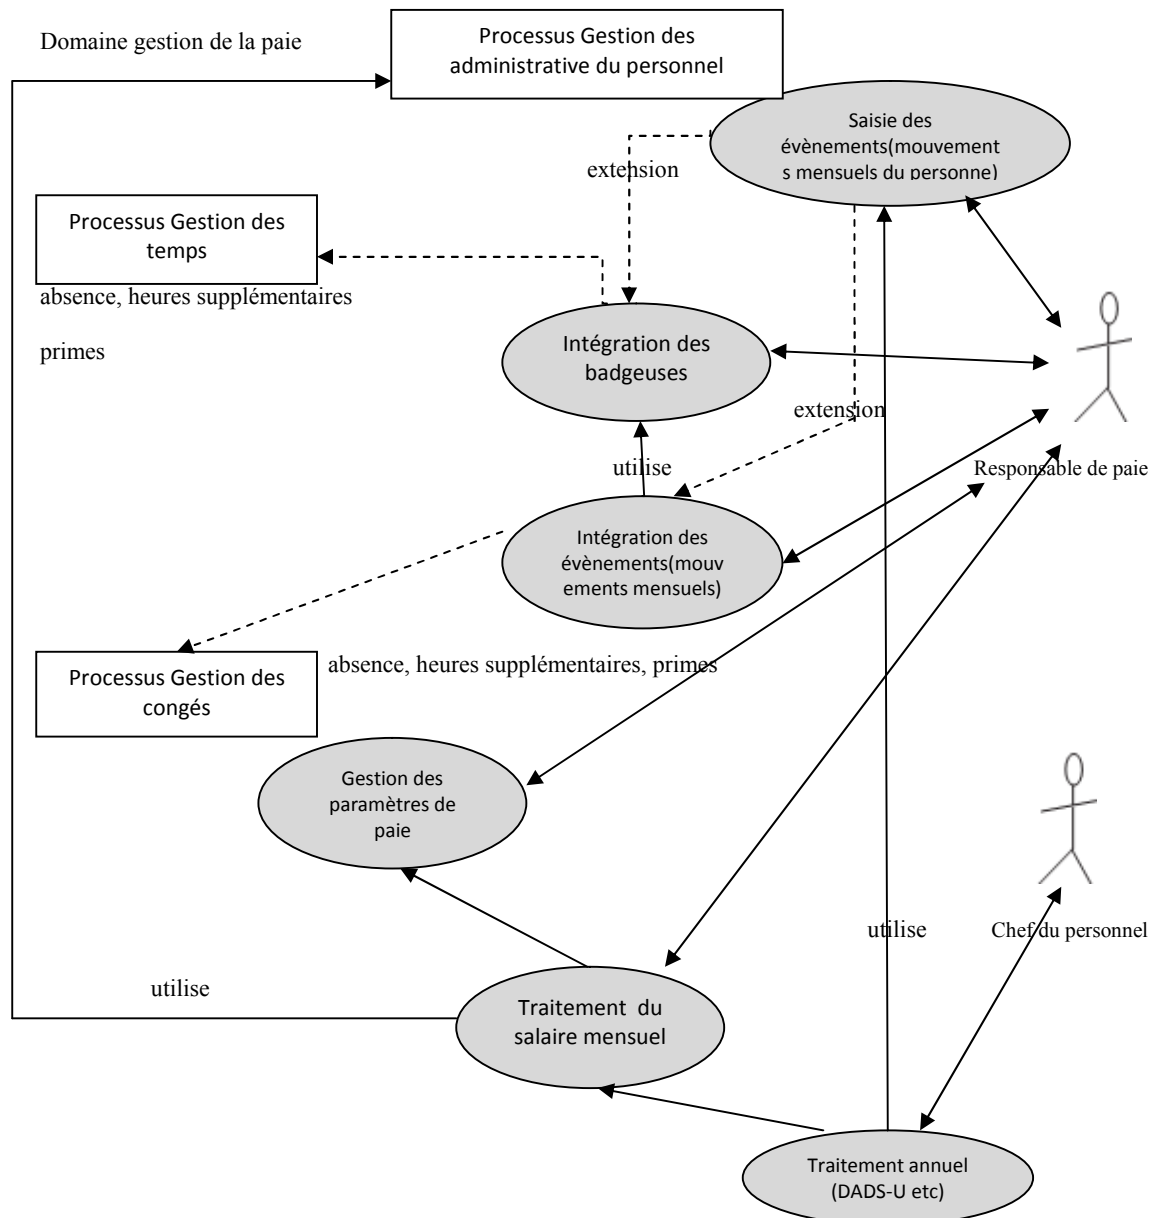 Domaine gestion de la paie
Processus Gestion des
administrative du personnel
Saisie des
évènements(mouvement
s mensuels du personne)
extension
Processus Gestion des
temps
absence, heures supplémentaires
primes
Intégration des
badgeuses
extension
utilise
Responsable de paie
Intégration des
évènements(mouv
ements mensuels)
absence, heures supplémentaires, primes
Processus Gestion des
congés
Gestion des
paramètres de
paie
utilise
Chef du personnel
utilise
Traitement  du
salaire mensuel
Traitement annuel
(DADS-U etc)